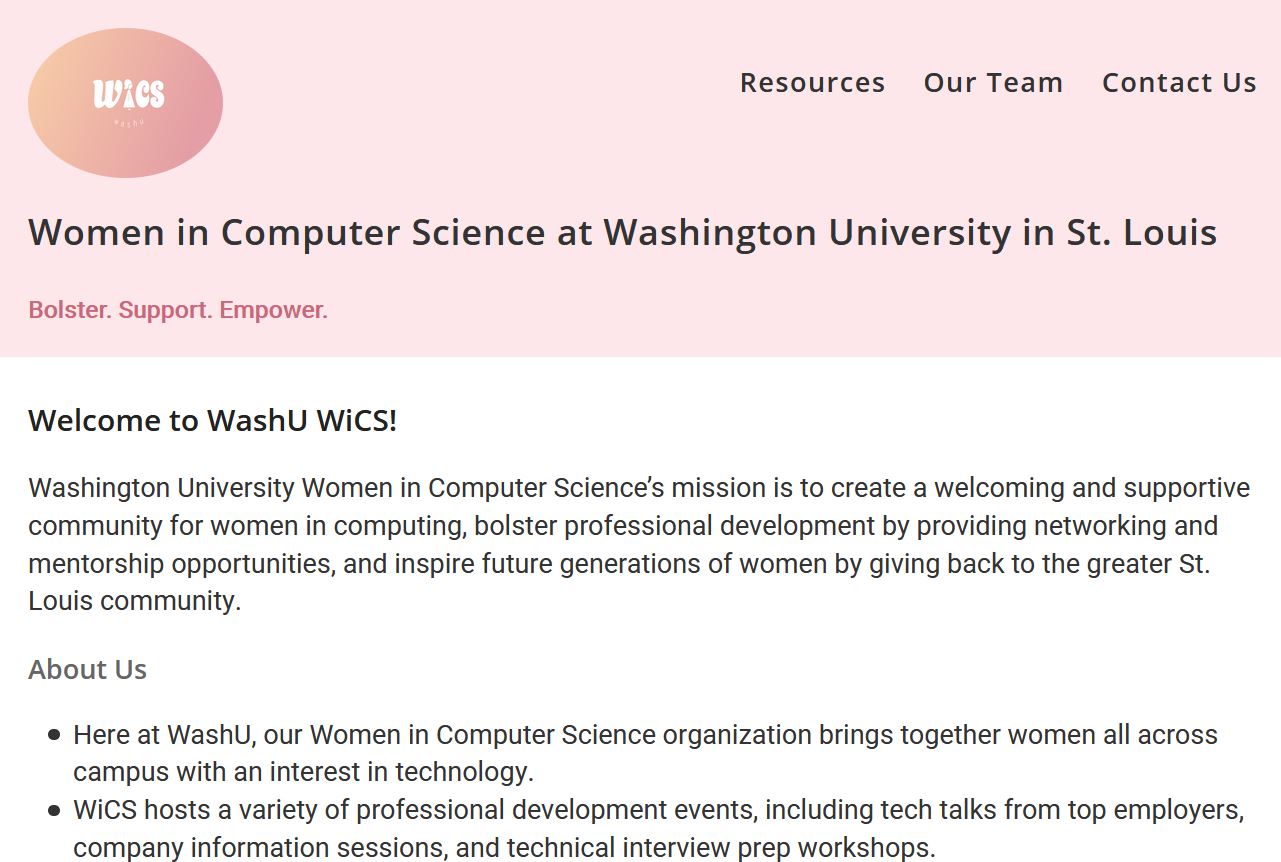 WiCS
washu
Resources Our Team Contact Us
Women in Computer Science at Washington University in St. Louis
Bolster. Support. Empower.
Welcome to WashU WiCS!
Washington University Women in Computer Science’s mission is to create a welcoming and supportive
community for women in computing, bolster professional development by providing networking and
mentorship opportunities, and inspire future generations of women by giving back to the greater St.
Louis community.
About Us
Here at WashU, our Women in Computer Science organization brings together women all across
campus with an interest in technology.
WiCS hosts a variety of professional development events, including tech talks from top employers,
company information sessions, and technical interview prep workshops.